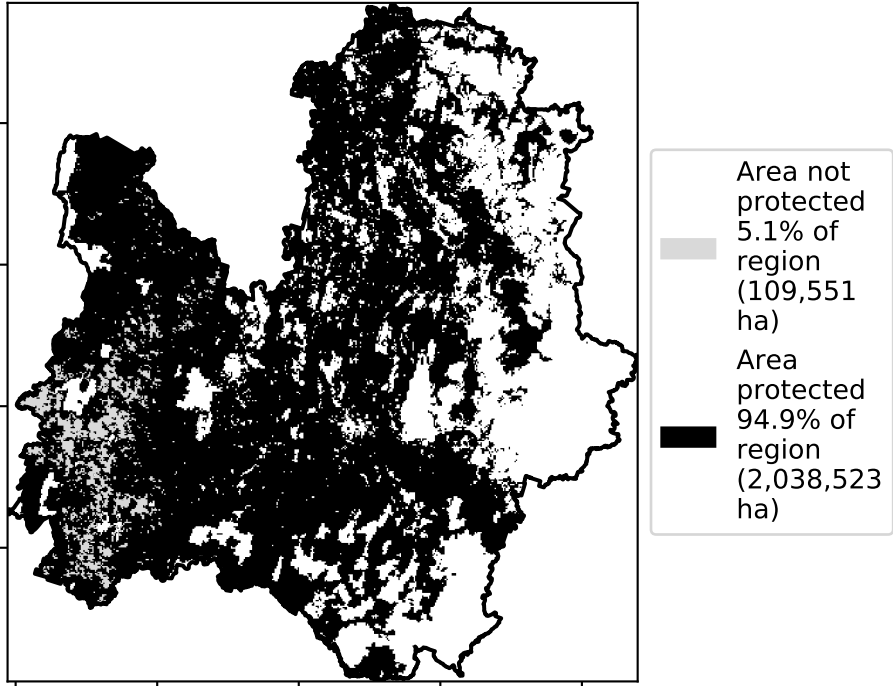 Area not
protected
5.1% of
region
(109,551
ha)
Area
protected
94.9% of
region
(2,038,523
ha)